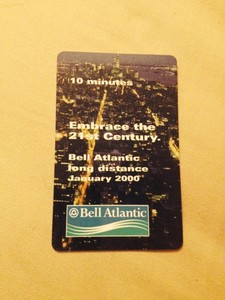 10 minutes
Embrace the
21st Century.
Bell Atlantic
long distance
January 2000
Bell Atlantic